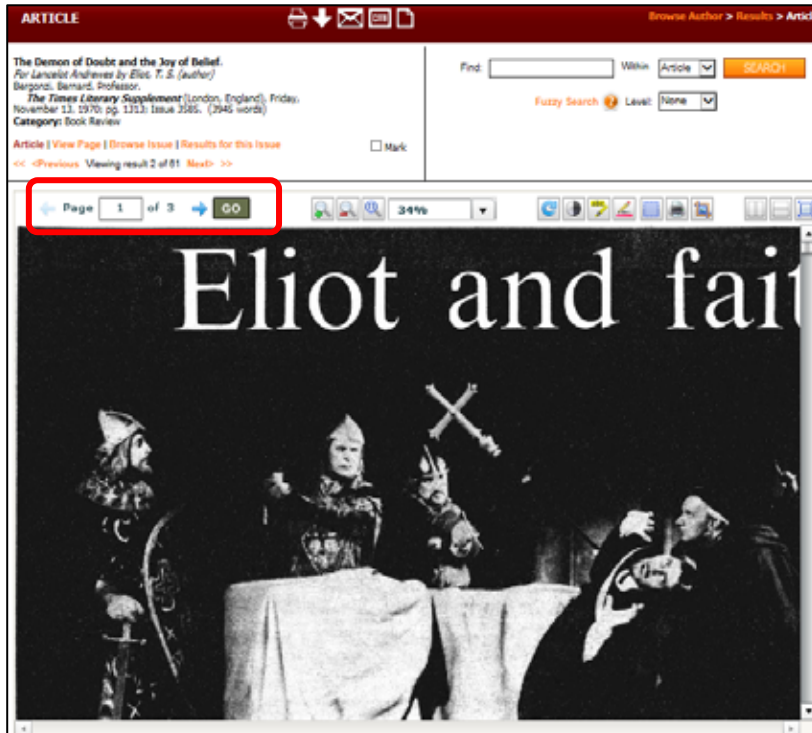 ARTICLE
Browse Author > Results > Articl
The Demon of Doubt and the Joy of Belief.
For Lancelot Andrewes by Eliot, T. S. (author)
Bergonzi, Bernard, Professor.
The Times Literary Supplement (London, England), Friday,
November 13, 1970; pg. 1313; Issue 3585. (3945 words)
Category: Book Review
Article | View Page | Browse Issue | Results for this Issue
Mark
<< <Previous Viewing result 2 of 81 Next> >>
Find: Within Article SEARCH
Fuzzy Search ? Level: None
Page 1 of 3 GO
34%
Eliot and fait